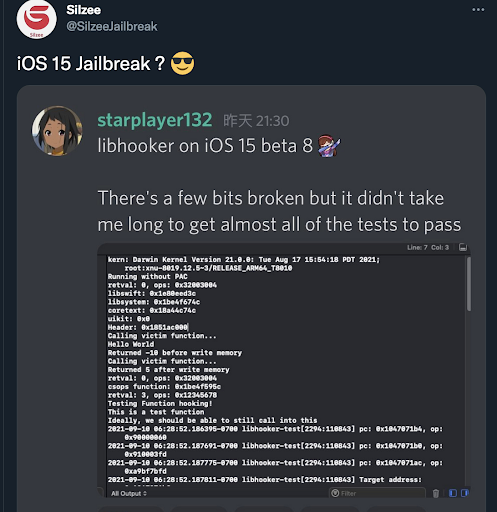 Silzee
Silzee
@SilzeeJailbreak
iOS 15 Jailbreak ? 😎
starplayer132 昨天 21:30
libhooker on iOS 15 beta 8
There's a few bits broken but it didn't take
me long to get almost all of the tests to pass
Line: 7 Col: 3
kern: Darwin Kernel Version 21.0.0: Tue Aug 17 15:54:18 PDT 2021;
root:xnu-8019.12.5~3/RELEASE_ARM64_T8010
Running without PAC
retval: 0, ops: 0x32003004
libswift: 0x1e80eed3c
libsystem: 0x1be4f674c
coretext: 0x18a44c74c
uikit: 0x0
Header: 0x1851ac000
Calling victim function...
Hello World
Returned -10 before write memory
Calling victim function...
Returned 5 after write memory
retval: 0, ops: 0x32003004
csops function: 0x1be4f595c
retval: 3, ops: 0x12345678
Testing Function hooking!
This is a test function
Ideally, we should be able to still call into this
2021-09-10 06:28:52.186395-0700 libhooker-test[2294:110843] pc: 0x1047071b4, op:
0x90000060
2021-09-10 06:28:52.187691-0700 libhooker-test[2294:110843] pc: 0x1047071b0, op:
0x910003fd
2021-09-10 06:28:52.187775-0700 libhooker-test[2294:110843] pc: 0x1047071ac, op:
0xa9bf7bfd
2021-09-10 06:28:52.187811-0700 libhooker-test[2294:110843] Target address:
All Output
Filter